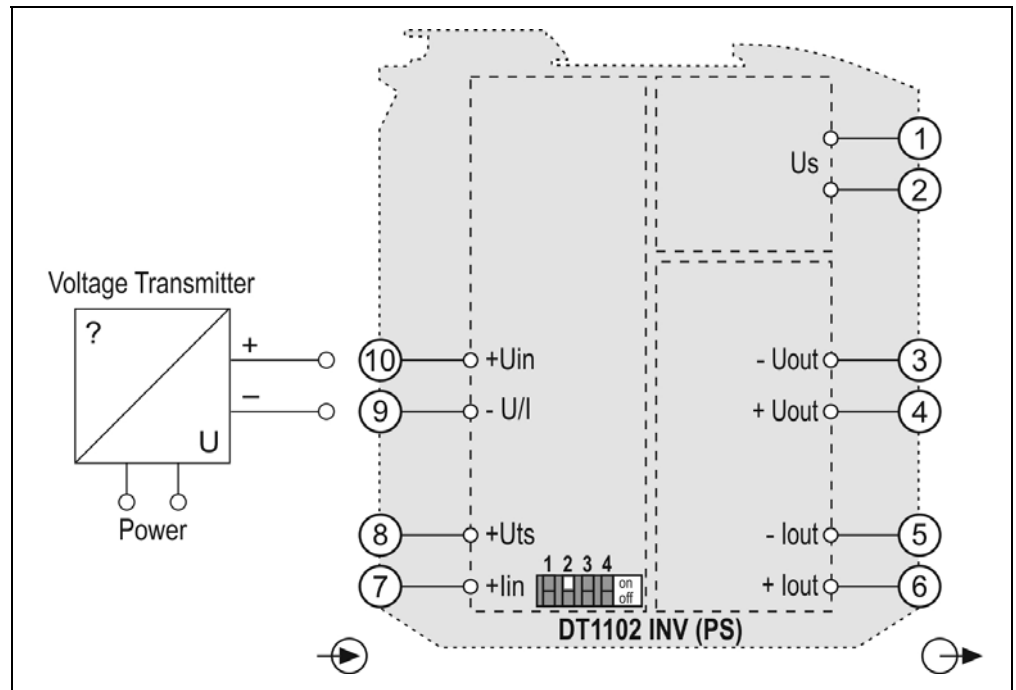 1
Us
2
Voltage Transmitter
?
+
–
U
Power
10 +Uin
9 - U/I
8 +Uts
7 +Iin
- Uout 3
+ Uout 4
- Iout 5
+ Iout 6
1 2 3 4
on
off
DT1102 INV (PS)